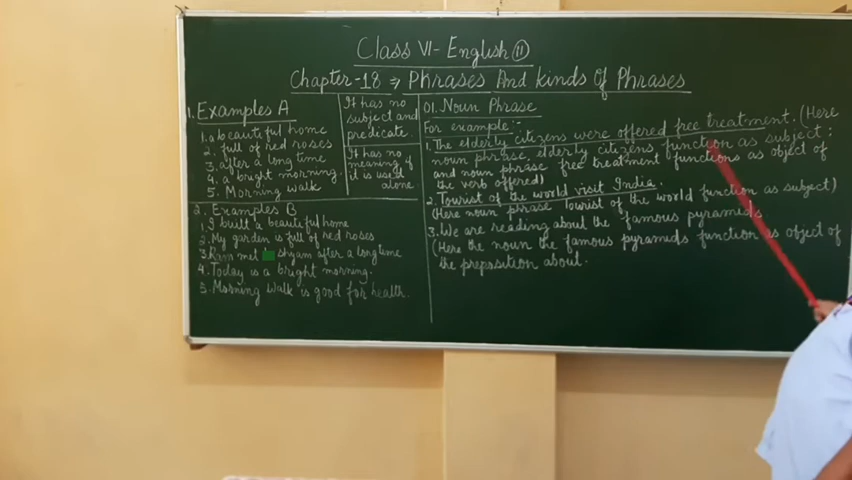 Class VI - English (11)
Chapter-18 ⇒ Phrases And Kinds Of Phrases
1. Examples A
1. a beauteful home
2. full of red roses
3. after a long time
4. a bright morning.
5. Morning walk
It has no
subject and
predicate.
It has no
meaning if
it is used
alone
2. Examples B
1. I built a beauteful home
2. My garden is full of red roses
3. Ram met shyam after a long time
4. Today is a bright morning.
5. Morning walk is good for health.
01. Noun Phrase
For example:-
1. The elderly citizens were offered free treatment. (Here
noun phrase, elderly citizens function as subject;
and noun phrase free treatment functions as object of
the verb offered)
2. Tourist of the world visit India.
(Here noun phrase Tourist of the world function as subject)
3. We are reading about the famous pyrameds
(Here the noun the famous pyrameds function as object of
the preposition about.